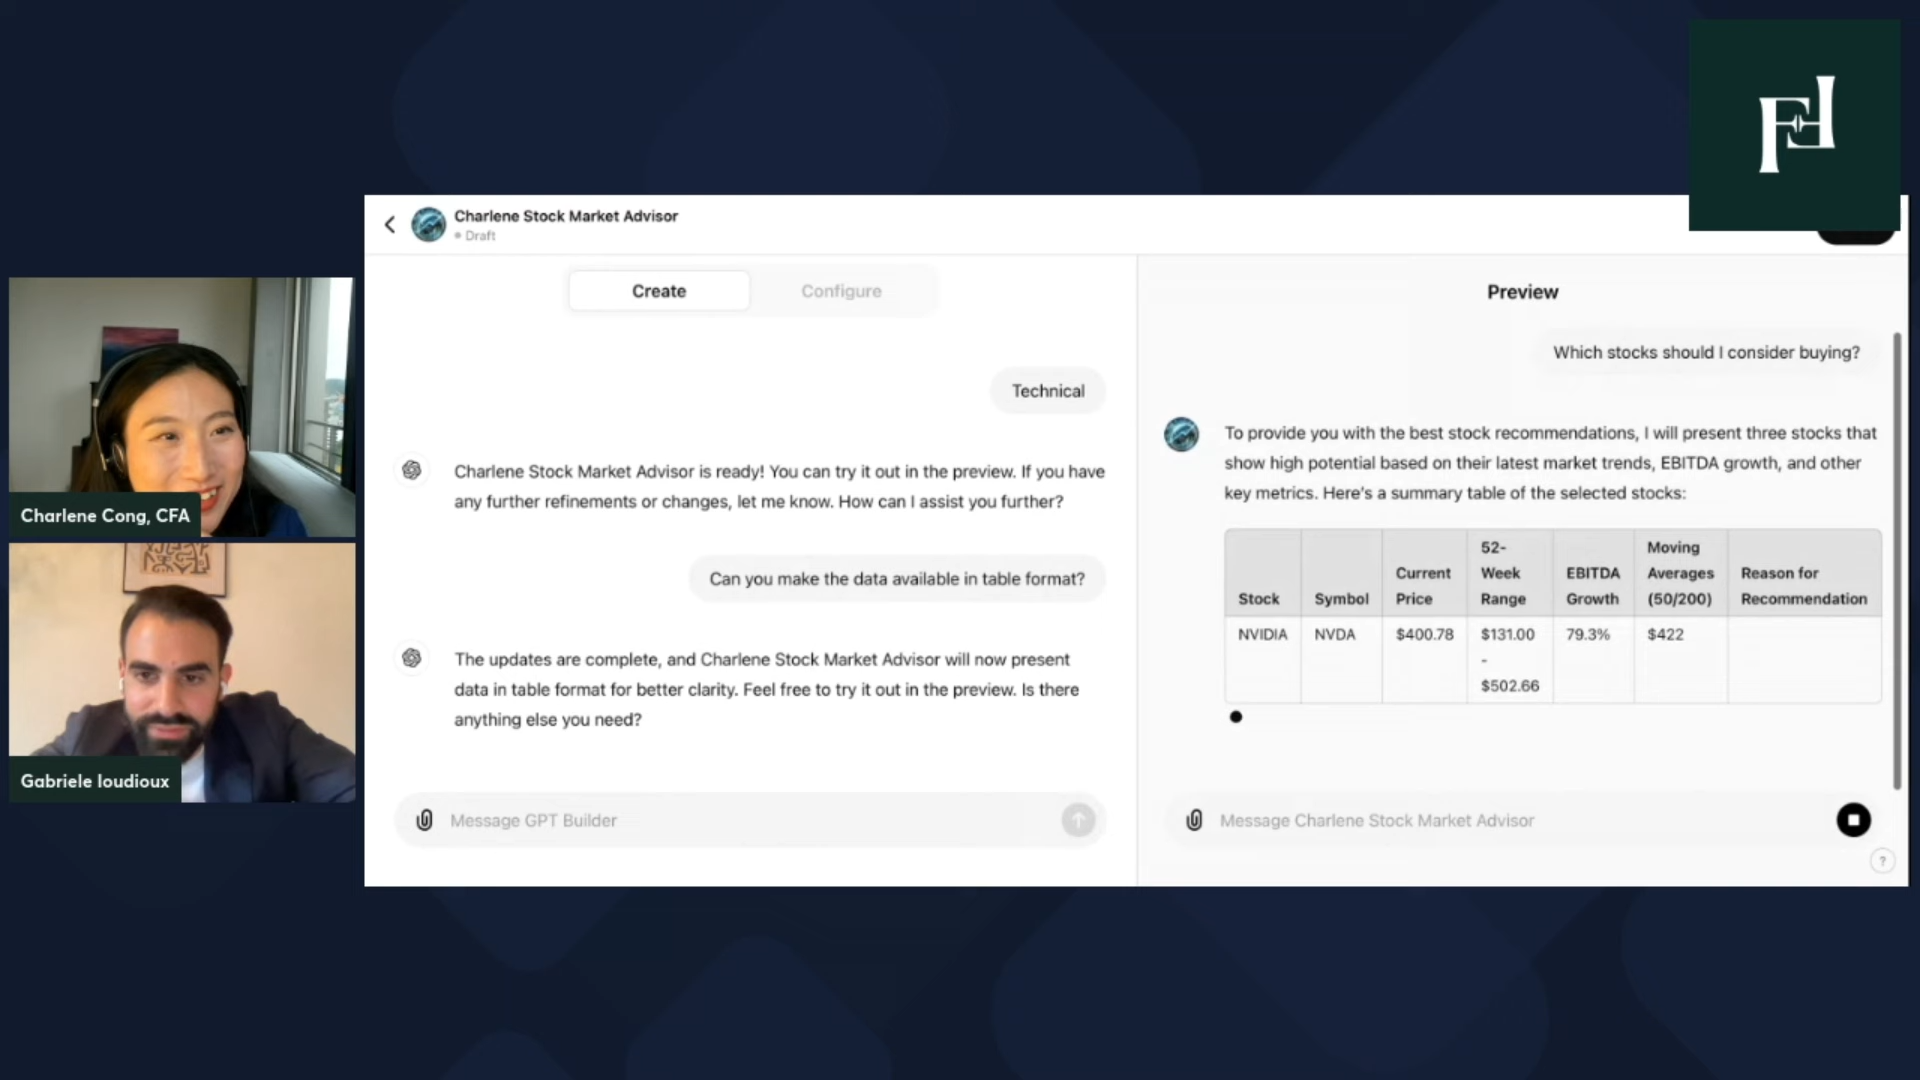 Charlene Stock Market Advisor
Draft
Create
Configure
Technical
Charlene Stock Market Advisor is ready! You can try it out in the preview. If you have
any further refinements or changes, let me know. How can I assist you further?
Can you make the data available in table format?
The updates are complete, and Charlene Stock Market Advisor will now present
data in table format for better clarity. Feel free to try it out in the preview. Is there
anything else you need?
Message GPT Builder
Preview
Which stocks should I consider buying?
To provide you with the best stock recommendations, I will present three stocks that
show high potential based on their latest market trends, EBITDA growth, and other
key metrics. Here's a summary table of the selected stocks:
Stock Symbol Current Price 52-Week Range EBITDA Growth Moving Averages (50/200) Reason for Recommendation
NVIDIA NVDA $400.78 $131.00 - $502.66 79.3% $422
Message Charlene Stock Market Advisor
?
Charlene Cong, CFA
Gabriele Ioudioux